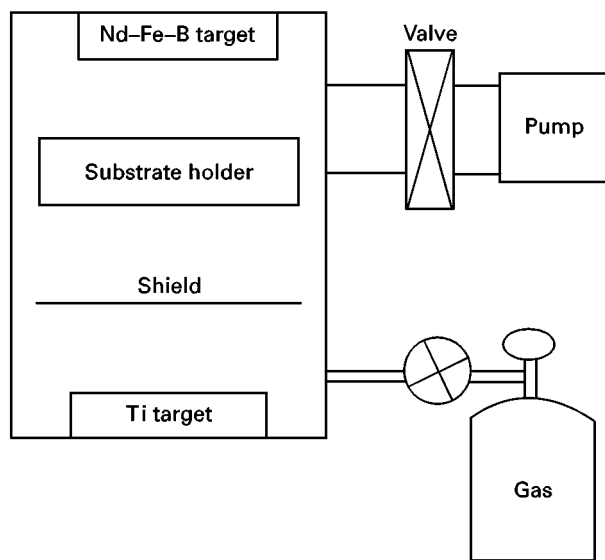 Nd–Fe–B target
Valve
Pump
Substrate holder
Shield
Ti target
Gas